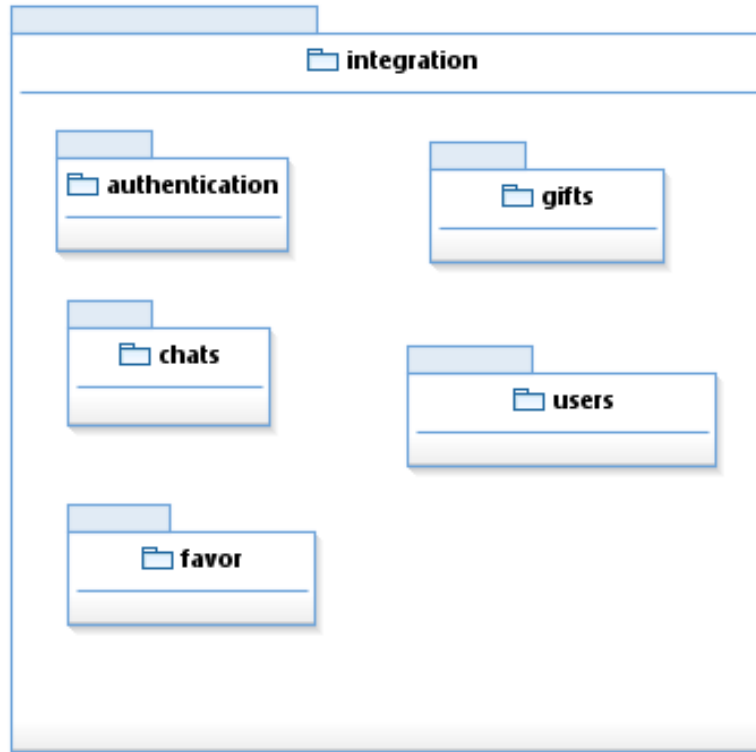 integration
authentication
gifts
chats
users
favor